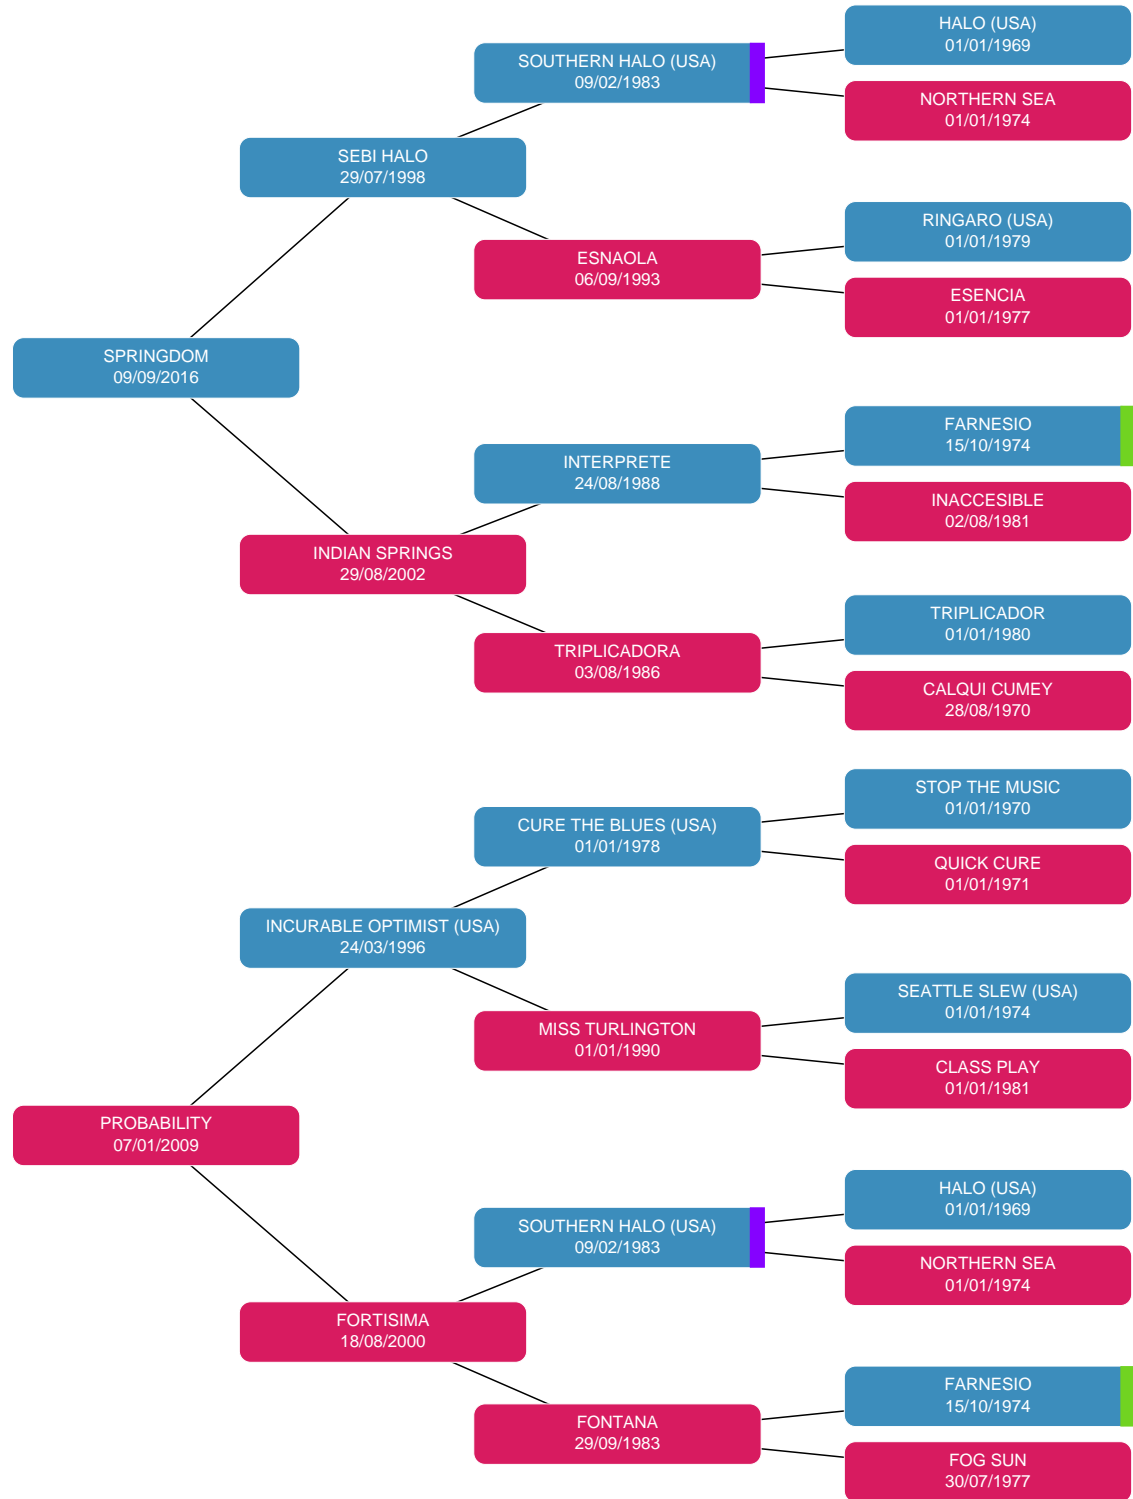 HALO (USA)
01/01/1969
SOUTHERN HALO (USA)
09/02/1983
NORTHERN SEA
01/01/1974
SEBI HALO
29/07/1998
RINGARO (USA)
01/01/1979
ESNAOLA
06/09/1993
ESENCIA
01/01/1977
SPRINGDOM
09/09/2016
FARNESIO
15/10/1974
INTERPRETE
24/08/1988
INACCESIBLE
02/08/1981
INDIAN SPRINGS
29/08/2002
TRIPLICADOR
01/01/1980
TRIPLICADORA
03/08/1986
CALQUI CUMEY
28/08/1970
STOP THE MUSIC
01/01/1970
CURE THE BLUES (USA)
01/01/1978
QUICK CURE
01/01/1971
INCURABLE OPTIMIST (USA)
24/03/1996
SEATTLE SLEW (USA)
01/01/1974
MISS TURLINGTON
01/01/1990
CLASS PLAY
01/01/1981
PROBABILITY
07/01/2009
HALO (USA)
01/01/1969
SOUTHERN HALO (USA)
09/02/1983
NORTHERN SEA
01/01/1974
FORTISIMA
18/08/2000
FARNESIO
15/10/1974
FONTANA
29/09/1983
FOG SUN
30/07/1977